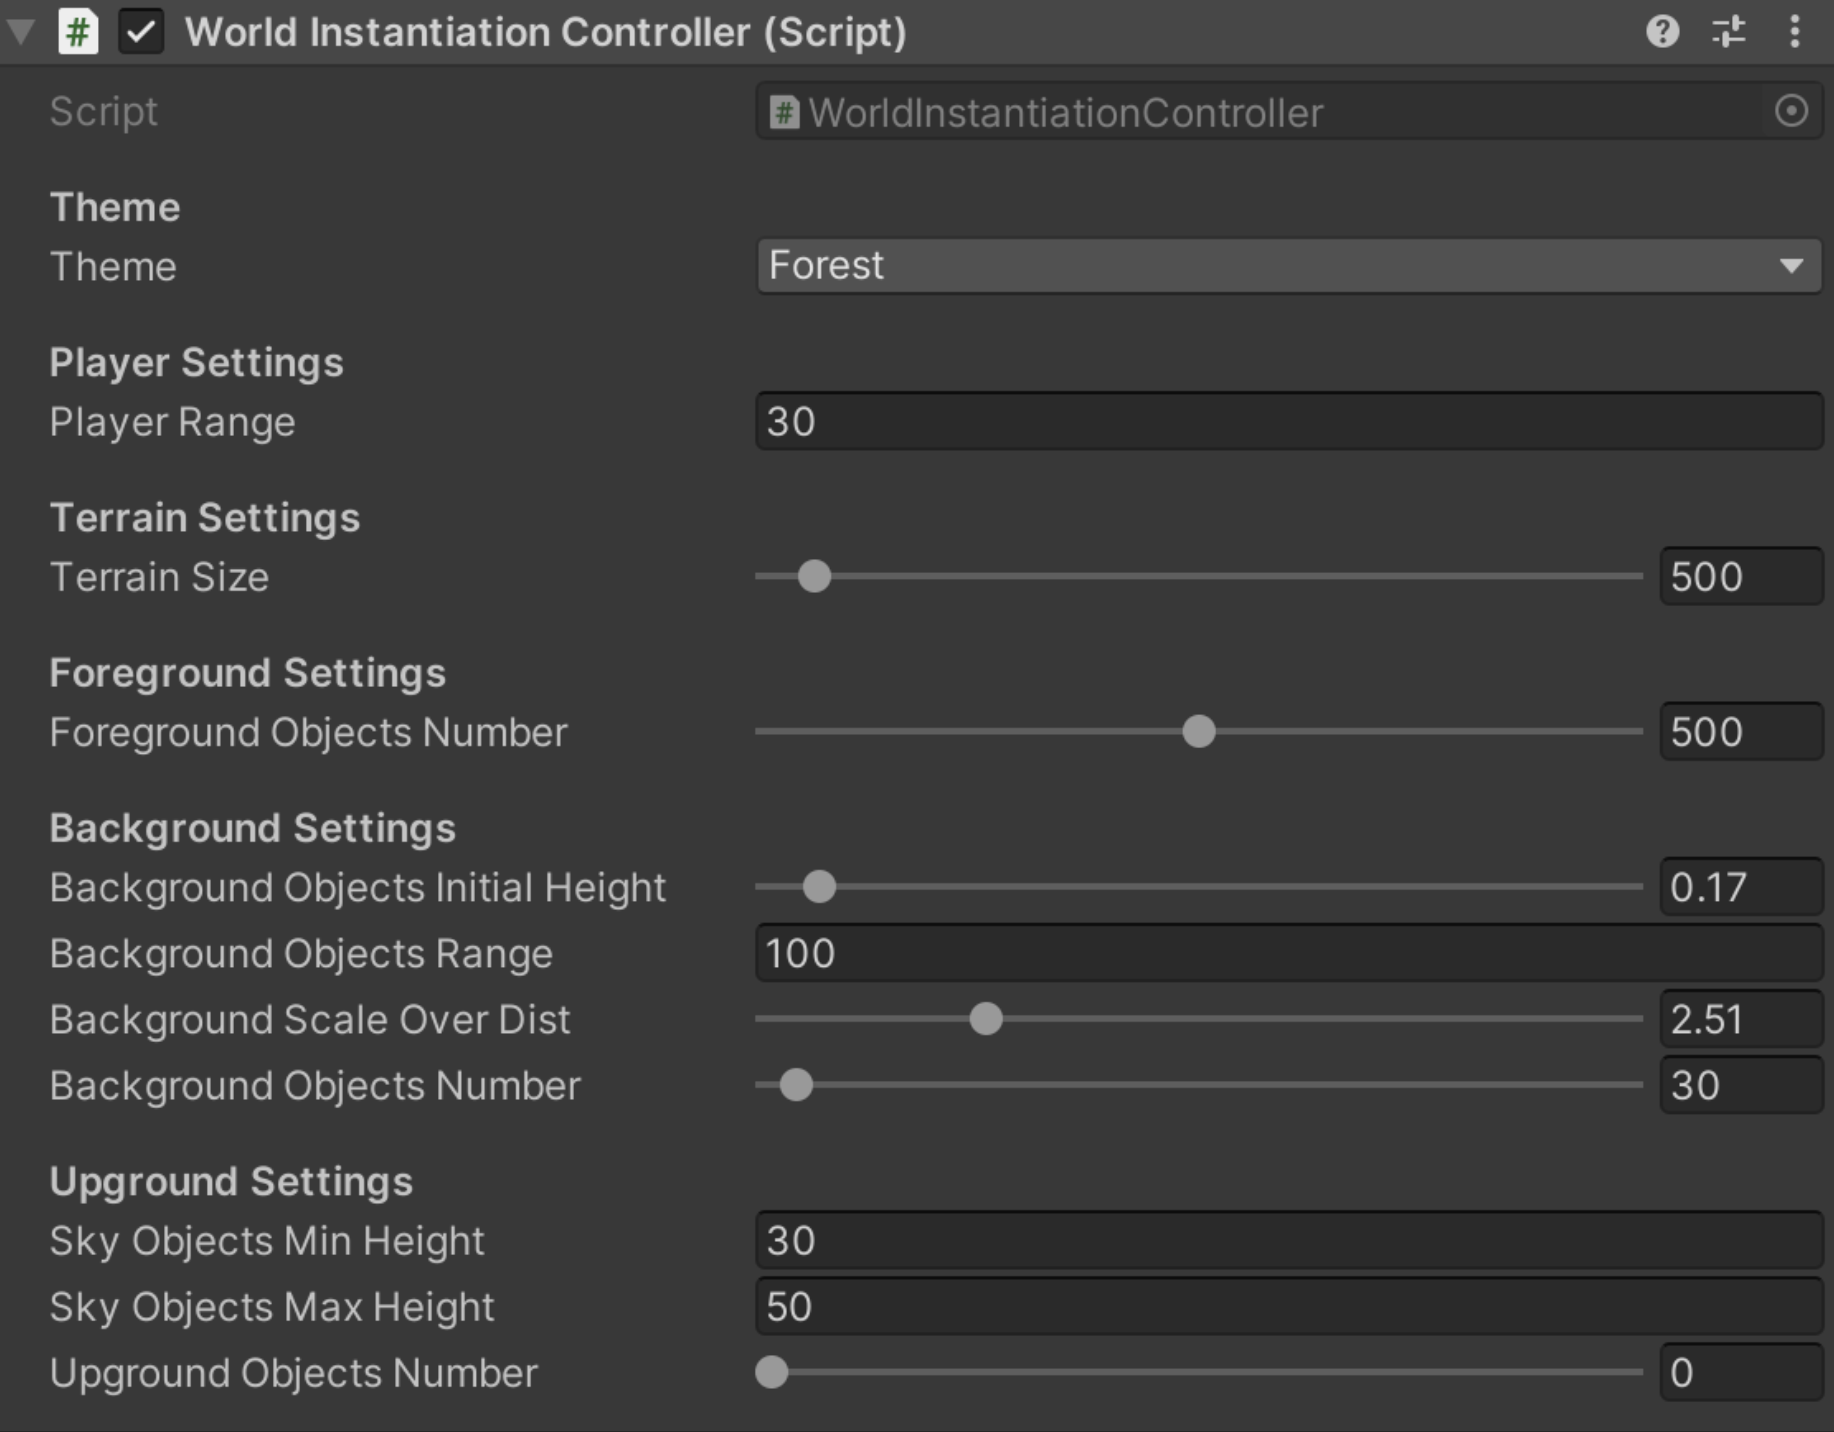 # World Instantiation Controller (Script) ?
Script # WorldInstantiationController
Theme
Theme Forest
Player Settings
Player Range 30
Terrain Settings
Terrain Size 500
Foreground Settings
Foreground Objects Number 500
Background Settings
Background Objects Initial Height 0.17
Background Objects Range 100
Background Scale Over Dist 2.51
Background Objects Number 30
Upground Settings
Sky Objects Min Height 30
Sky Objects Max Height 50
Upground Objects Number 0